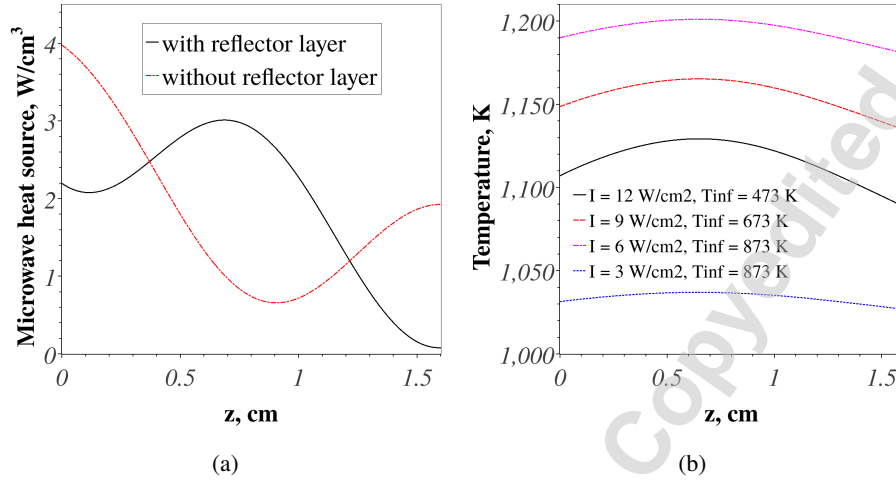 Microwave heat source, W/cm3
4
3
2
1
0
with reflector layer
without reflector layer
0
0.5
1
1.5
z, cm
(a)
Temperature, K
1,200
1,150
1,100
1,050
1,000
I = 12 W/cm2, Tinf = 473 K
I = 9 W/cm2, Tinf = 673 K
I = 6 W/cm2, Tinf = 873 K
I = 3 W/cm2, Tinf = 873 K
0
0.5
1
1.5
z, cm
(b)
Copyedited